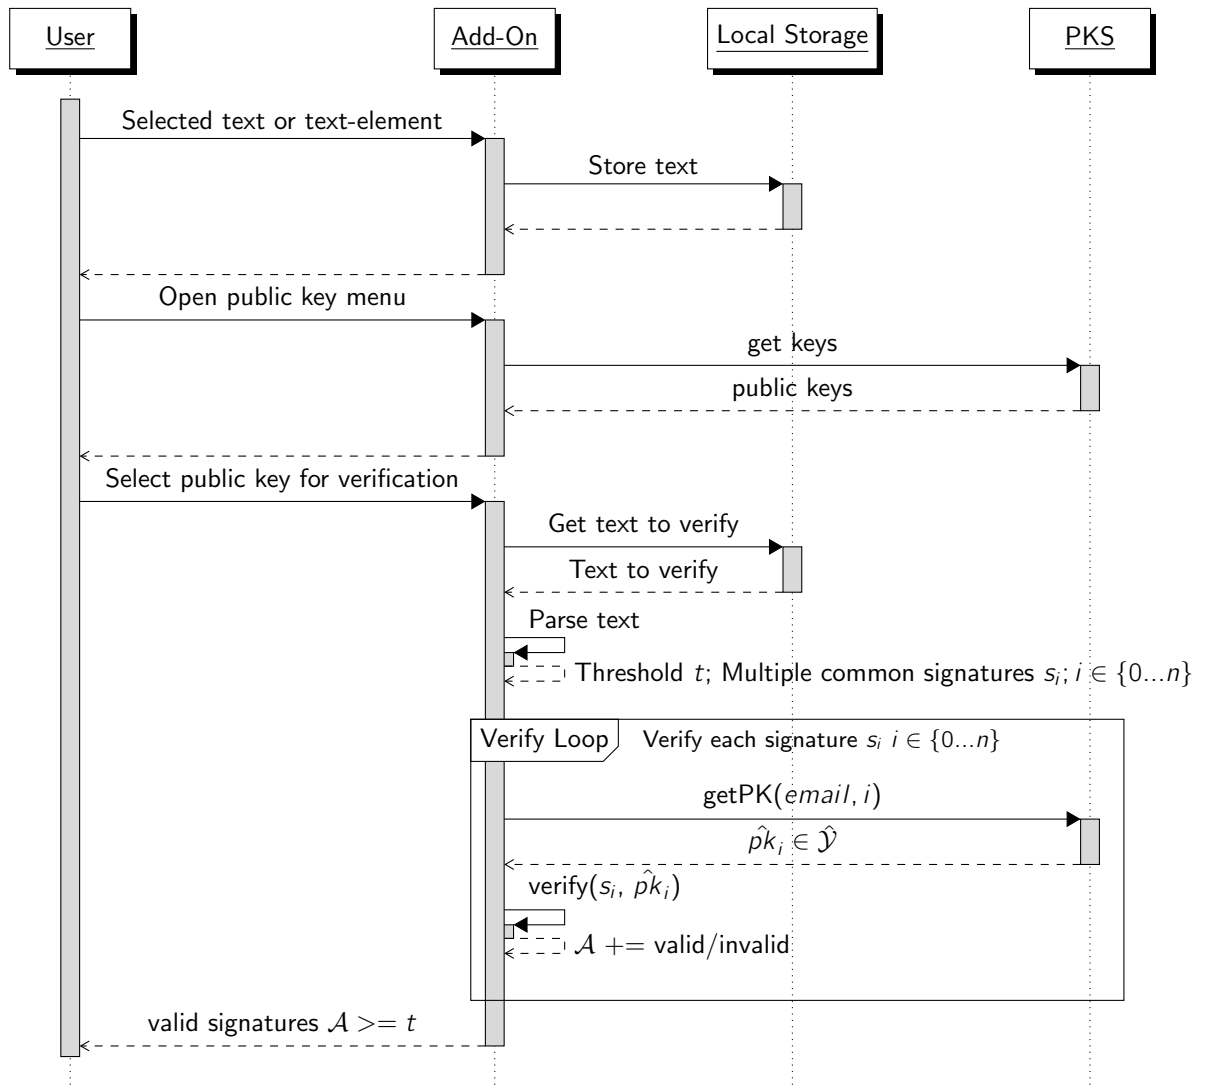 User
Add-On
Local Storage
PKS
Selected text or text-element
Store text
Open public key menu
get keys
public keys
Select public key for verification
Get text to verify
Text to verify
Parse text
Threshold t; Multiple common signatures s_i; i ∈ {0...n}
Verify Loop
Verify each signature s_i i ∈ {0...n}
getPK(email, i)
p̂k_i ∈ 𝒴̂
verify(s_i, p̂k_i)
𝒜 += valid/invalid
valid signatures 𝒜 >= t